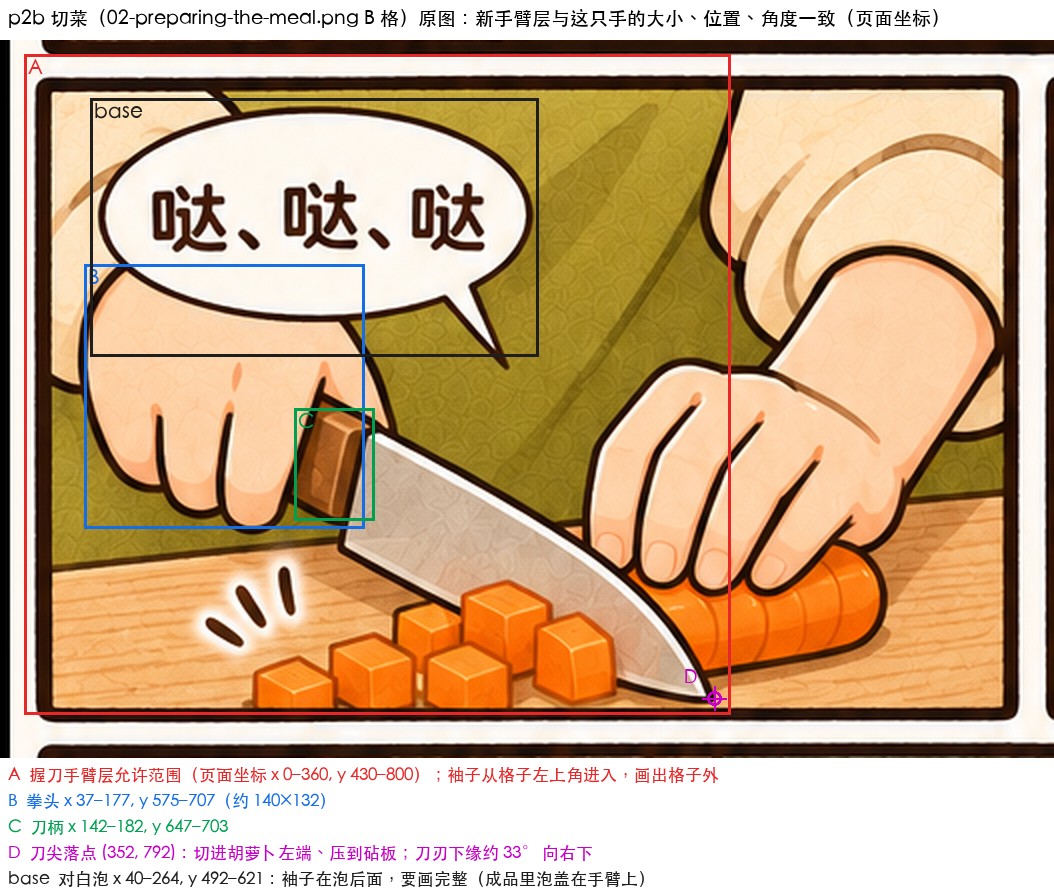 p2b 切菜（02-preparing-the-meal.png B 格）原图：新手臂层与这只手的大小、位置、角度一致（页面坐标）
A
base
哒、哒、哒
B
C
D
A 握刀手臂层允许范围（页面坐标 x 0–360, y 430–800）；袖子从格子左上角进入，画出格子外
B 拳头 x 37–177, y 575–707（约 140×132）
C 刀柄 x 142–182, y 647–703
D 刀尖落点 (352, 792)：切进胡萝卜左端、压到砧板；刀刃下缘约 33° 向右下
base 对白泡 x 40–264, y 492–621：袖子在泡后面，要画完整（成品里泡盖在手臂上）